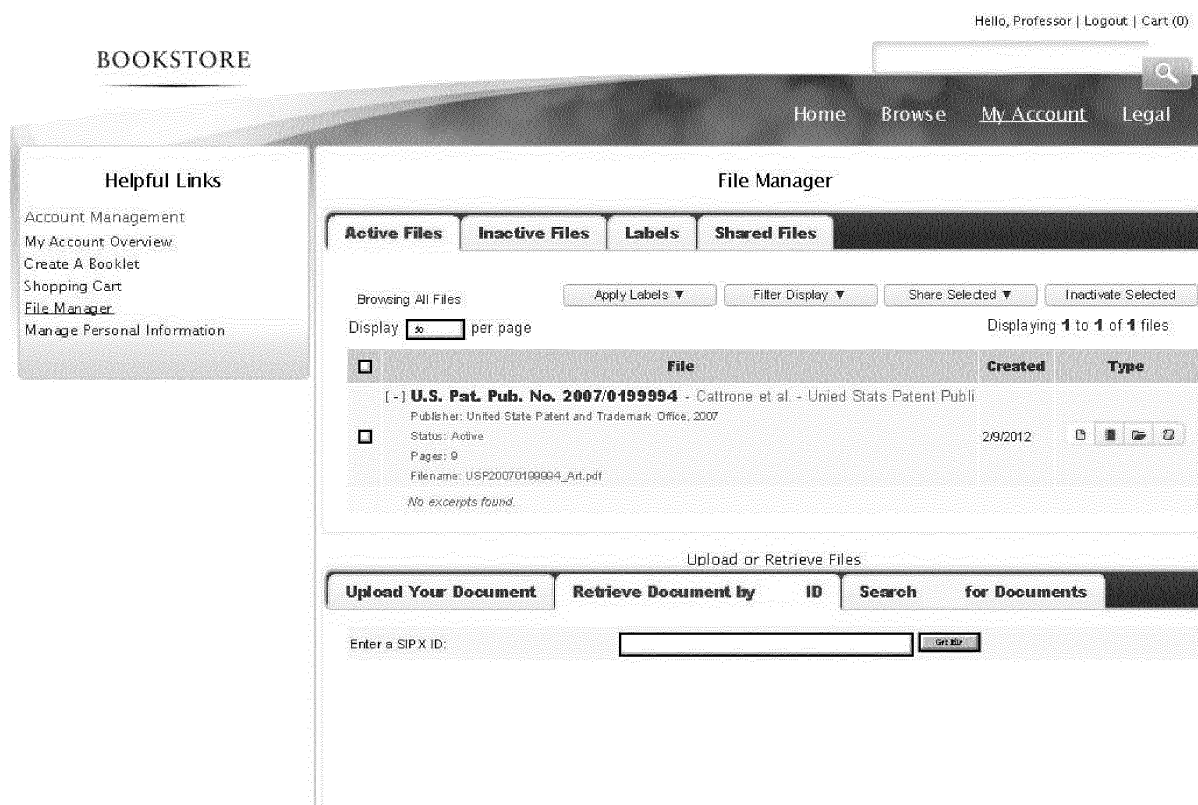 Hello, Professor | Logout | Cart (0)
BOOKSTORE
Home Browse My Account Legal
Helpful Links
Account Management
My Account Overview
Create A Booklet
Shopping Cart
File Manager
Manage Personal Information
File Manager
Active Files Inactive Files Labels Shared Files
Browsing All Files Apply Labels ▼ Filter Display ▼ Share Selected ▼ Inactivate Selected
Display 50 per page Displaying 1 to 1 of 1 files
File Created Type
[-] U.S. Pat. Pub. No. 2007/0199994 - Cattrone et al - Unied Stats Patent Publi
Publisher: United State Patent and Trademark Office, 2007
Status: Active
2/9/2012
Pages: 9
Filename: USP20070199994_Art.pdf
No excerpts found.
Upload or Retrieve Files
Upload Your Document Retrieve Document by ID Search for Documents
Enter a SIPX ID: Get File